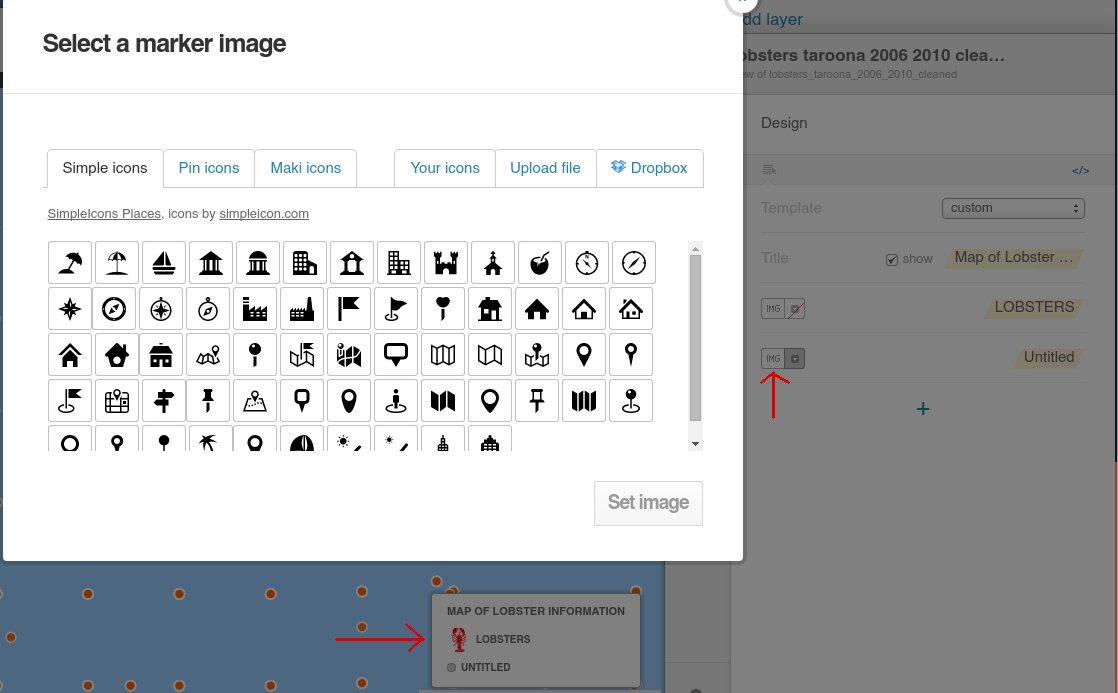 dd layer
Select a marker image
obsters taroona 2006 2010 clea…
ew of lobsters_taroona_2006_2010_cleaned
Design
Simple icons
Pin icons
Maki icons
Your icons
Upload file
Dropbox
</>
SimpleIcons Places, icons by simpleicon.com
Template
custom
Title
show
Map of Lobster …
IMG
LOBSTERS
IMG
Untitled
+
Set image
MAP OF LOBSTER INFORMATION
LOBSTERS
UNTITLED